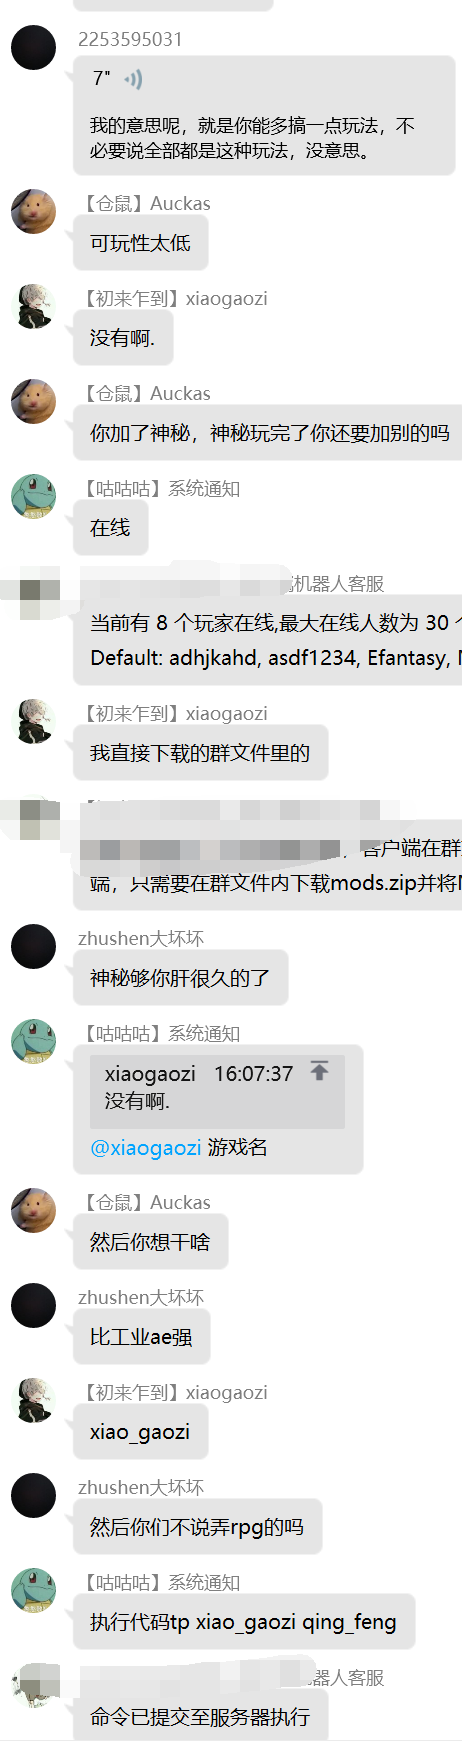 2253595031
7"
我的意思呢，就是你能多搞一点玩法，不
必要说全部都是这种玩法，没意思。
【仓鼠】Auckas
可玩性太低
【初来乍到】xiaogaozi
没有啊.
【仓鼠】Auckas
你加了神秘，神秘玩完了你还要加别的吗
【咕咕咕】系统通知
在线
机器人客服
当前有 8 个玩家在线,最大在线人数为 30
Default: adhjkahd, asdf1234, Efantasy,
【初来乍到】xiaogaozi
我直接下载的群文件里的
客户端在群
端，只需要在群文件内下载mods.zip并将
zhushen大坏坏
神秘够你肝很久的了
【咕咕咕】系统通知
xiaogaozi 16:07:37
没有啊.
@xiaogaozi 游戏名
【仓鼠】Auckas
然后你想干啥
zhushen大坏坏
比工业ae强
【初来乍到】xiaogaozi
xiao_gaozi
zhushen大坏坏
然后你们不说弄rpg的吗
【咕咕咕】系统通知
执行代码tp xiao_gaozi qing_feng
器人客服
命令已提交至服务器执行